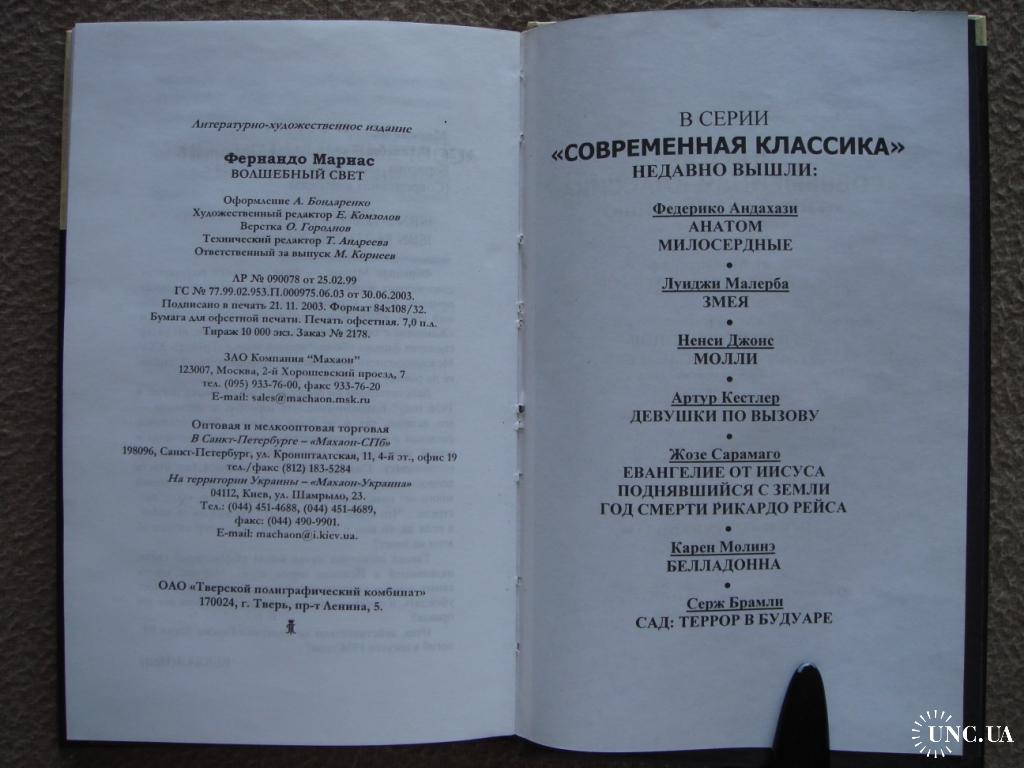 Литературно-художественное издание
Фернандо Марнас
ВОЛШЕБНЫЙ СВЕТ
Оформление А. Бондаренко
Художественный редактор Е. Комзолов
Верстка О. Городнов
Технический редактор Т. Андреева
Ответственный за выпуск М. Корнеев
ЛР № 090078 от 25.02.99
ГС № 77.99.02.953.П.000975.06.03 от 30.06.2003.
Подписано в печать 21. 11. 2003. Формат 84х108/32.
Бумага для офсетной печати. Печать офсетная. 7,0 п.л.
Тираж 10 000 экз. Заказ № 2178.
ЗАО Компания "Махаон"
123007, Москва, 2-й Хорошевский проезд, 7
тел. (095) 933-76-00, факс 933-76-20
E-mail: sales@machaon.msk.ru
Оптовая и мелкооптовая торговля
В Санкт-Петербурге – «Махаон-СПб»
198096, Санкт-Петербург, ул. Кронштадтская, 11, 4-й эт., офис 19
тел./факс (812) 183-5284
На территории Украины – «Махаон-Украина»
04112, Киев, ул. Шамрыло, 23.
Тел.: (044) 451-4688, (044) 451-4689,
факс: (044) 490-9901.
E-mail: machaon@i.kiev.ua.
ОАО «Тверской полиграфический комбинат»
170024, г. Тверь, пр-т Ленина, 5.
В СЕРИИ
«СОВРЕМЕННАЯ КЛАССИКА»
НЕДАВНО ВЫШЛИ:
Федерико Андахази
АНАТОМ
МИЛОСЕРДНЫЕ
•
Луиджи Малерба
ЗМЕЯ
•
Ненси Джонс
МОЛЛИ
•
Артур Кестлер
ДЕВУШКИ ПО ВЫЗОВУ
•
Жозе Сарамаго
ЕВАНГЕЛИЕ ОТ ИИСУСА
ПОДНЯВШИЙСЯ С ЗЕМЛИ
ГОД СМЕРТИ РИКАРДО РЕЙСА
•
Карен Молинэ
БЕЛЛАДОННА
•
Серж Брамли
САД: ТЕРРОР В БУДУАРЕ
UNC.UA